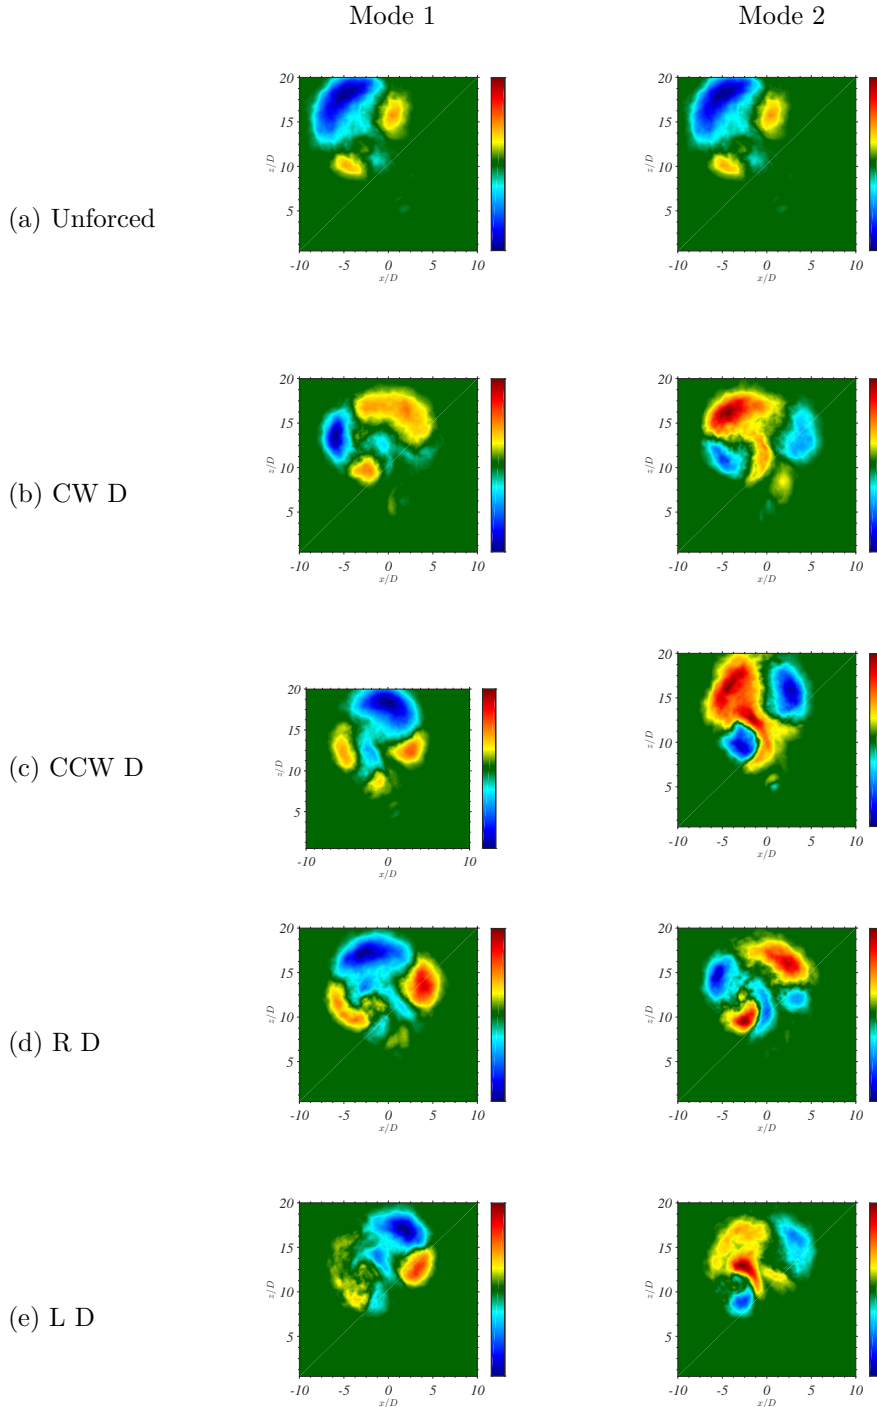 Mode 1 Mode 2
20 20
15 15
z/D z/D
10 10
(a) Unforced
5 5
-10 -5 0 5 10 -10 -5 0 5 10
x/D x/D
20 20
15 15
z/D z/D
10 10
(b) CW D
5 5
-10 -5 0 5 10 -10 -5 0 5 10
x/D x/D
20 20
15 15
z/D z/D
10 10
(c) CCW D
5 5
-10 0 10 -10 -5 0 5 10
x/D x/D
20 20
15 15
z/D z/D
10 10
(d) R D
5 5
-10 -5 0 5 10 -10 -5 0 5 10
x/D x/D
20 20
15 15
z/D z/D
10 10
(e) L D
5 5
-10 -5 0 5 10 -10 -5 0 5 10
x/D x/D